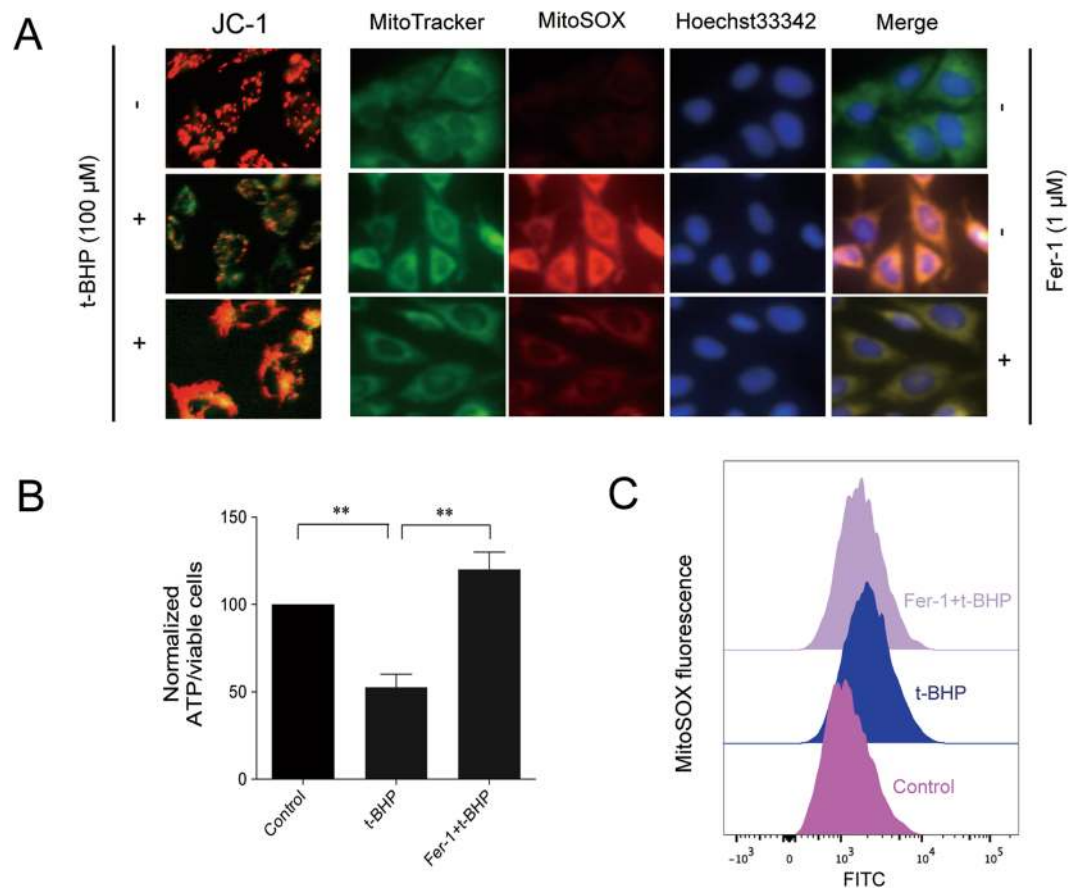 A
JC-1
MitoTracker
MitoSOX
Hoechst33342
Merge
t-BHP (100 µM)
-
+
+
-
-
+
Fer-1 (1 µM)
B
Normalized
ATP/viable cells
150
100
50
0
**
**
Control
t-BHP
Fer-1+t-BHP
C
MitoSOX fluorescence
Fer-1+t-BHP
t-BHP
Control
-10³
0
10³
10⁴
10⁵
FITC